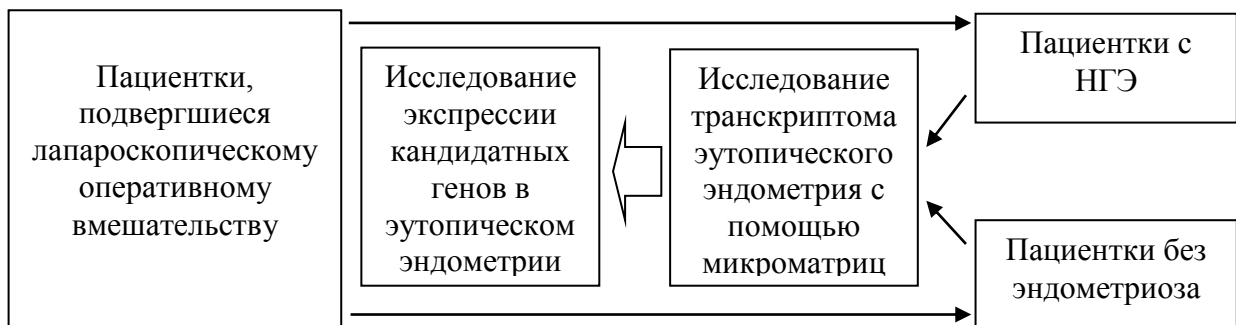 Пациентки,
подвергшиеся
лапароскопическому
оперативному
вмешательству
Исследование
экспрессии
кандидатных
генов в
эутопическом
эндометрии
Исследование
транскриптома
эутопического
эндометрия с
помощью
микроматриц
Пациентки с
НГЭ
Пациентки без
эндометриоза